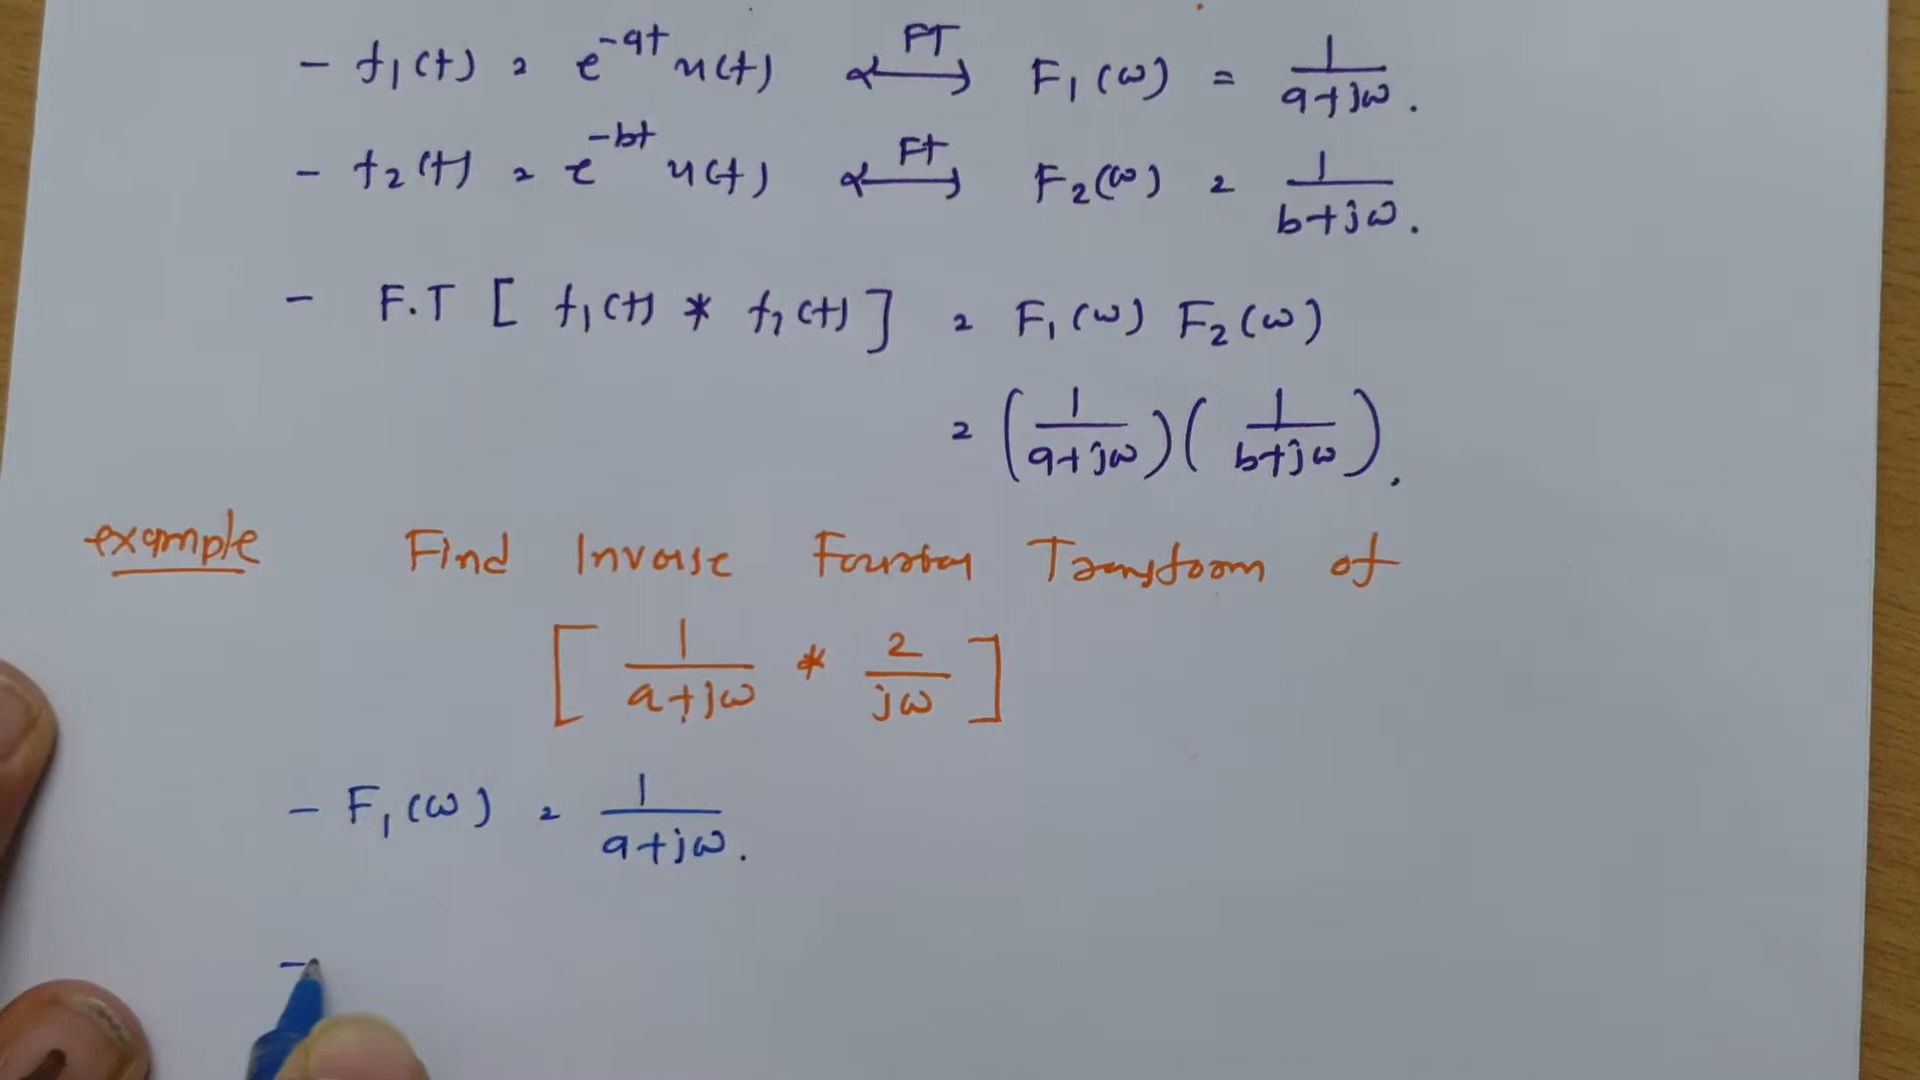 - f₁(t) = e^{-at} u(t) ⟷ FT F₁(ω) = 1/(a+jω).
- f₂(t) = e^{-bt} u(t) ⟷ FT F₂(ω) = 1/(b+jω).
- F.T [ f₁(t) * f₂(t) ] = F₁(ω) F₂(ω)
= (1/(a+jω)) (1/(b+jω)).
example Find Inverse Fourier Transform of
[ 1/(a+jω) * 2/(jω) ]
- F₁(ω) = 1/(a+jω).
-